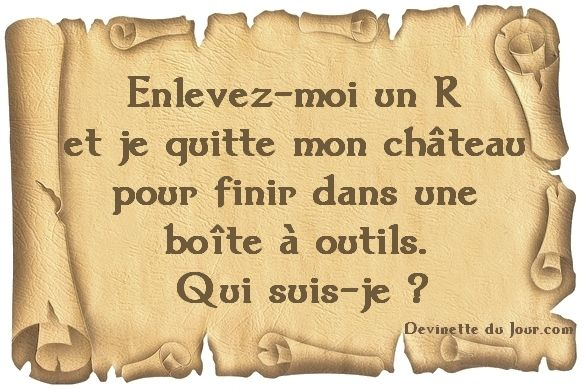 Enlevez-moi un R
et je quitte mon château
pour finir dans une
boîte à outils.
Qui suis-je ?
Devinette du Jour.com